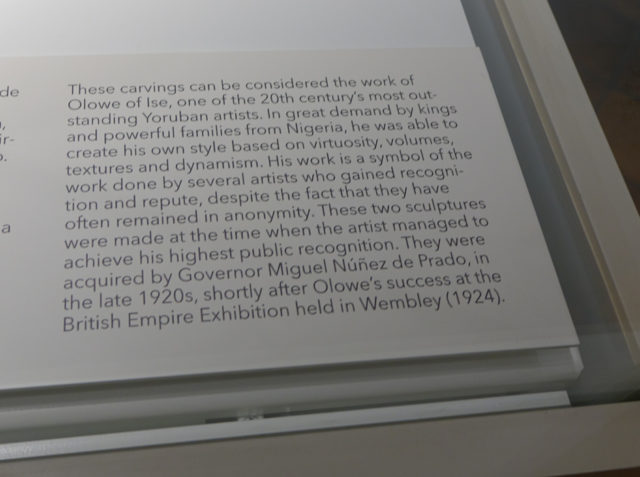 de
,
ir-
a
These carvings can be considered the work of
Olowe of Ise, one of the 20th century's most out-
standing Yoruban artists. In great demand by kings
and powerful families from Nigeria, he was able to
create his own style based on virtuosity, volumes,
textures and dynamism. His work is a symbol of the
work done by several artists who gained recogni-
tion and repute, despite the fact that they have
often remained in anonymity. These two sculptures
were made at the time when the artist managed to
achieve his highest public recognition. They were
acquired by Governor Miguel Núñez de Prado, in
the late 1920s, shortly after Olowe's success at the
British Empire Exhibition held in Wembley (1924).